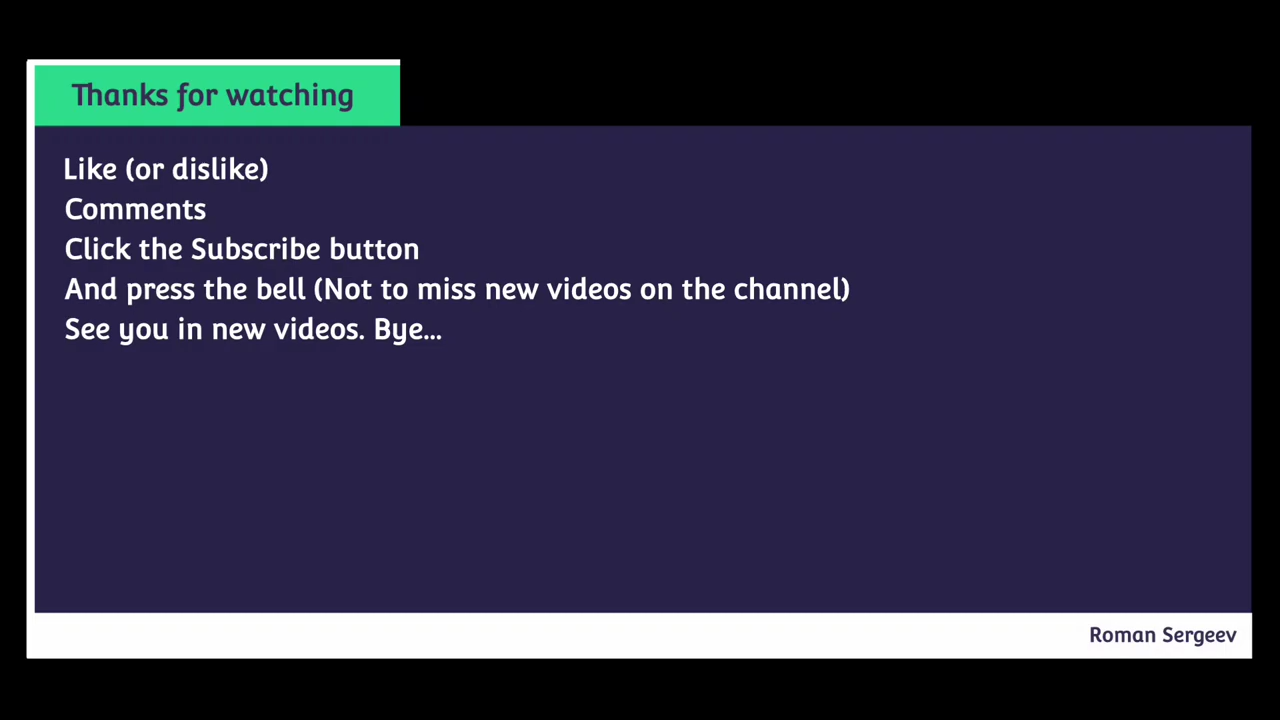 Thanks for watching
Like (or dislike)
Comments
Click the Subscribe button
And press the bell (Not to miss new videos on the channel)
See you in new videos. Bye...
Roman Sergeev